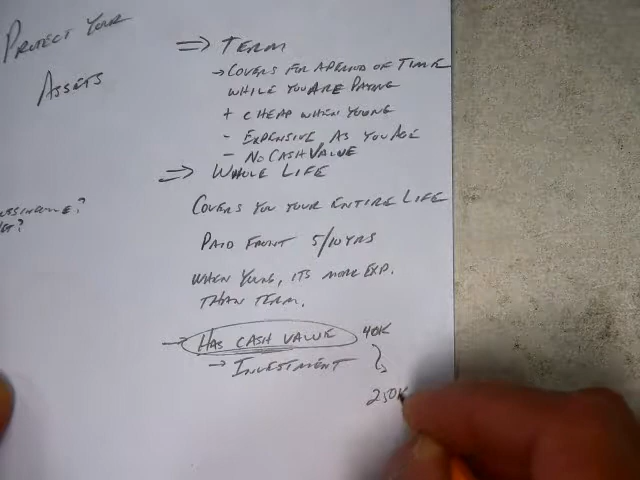 PROTECT YOUR
ASSETS
⇒ TERM
→ COVERS FOR A PERIOD OF TIME
WHILE YOU ARE PAYING
+ CHEAP WHEN YOUNG
- EXPENSIVE AS YOU AGE
- NO CASH VALUE
⇒ WHOLE LIFE
COVERS YOU YOUR ENTIRE LIFE
PAID FRONT 5/10YRS
WHEN YOUNG, ITS MORE EXP.
THAN TERM.
→ HAS CASH VALUE 40K
→ INVESTMENT
250K